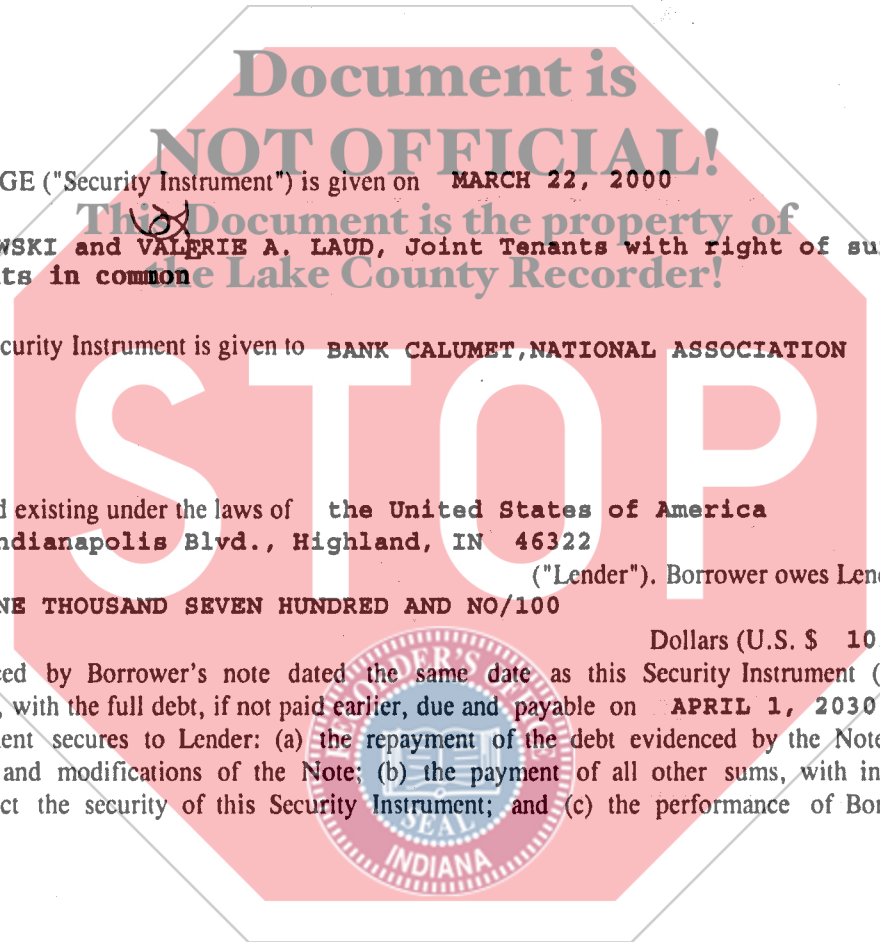 Document is
NOT OFFICIAL!
GE ("Security Instrument") is given on MARCH 22, 2000
This Document is the property of
WSKI and VALERIE A. LAUD, Joint Tenants with right of su
the Lake County Recorder!
ts in common
curity Instrument is given to BANK CALUMET,NATIONAL ASSOCIATION
STOP
d existing under the laws of the United States of America
ndianapolis Blvd., Highland, IN 46322
("Lender"). Borrower owes Lend
NE THOUSAND SEVEN HUNDRED AND NO/100
Dollars (U.S. $ 10
ced by Borrower's note dated the same date as this Security Instrument (
, with the full debt, if not paid earlier, due and payable on APRIL 1, 2030
ent secures to Lender: (a) the repayment of the debt evidenced by the Note
and modifications of the Note; (b) the payment of all other sums, with in
ct the security of this Security Instrument; and (c) the performance of Bor
RECORDER'S OFFICE
SEAL
INDIANA